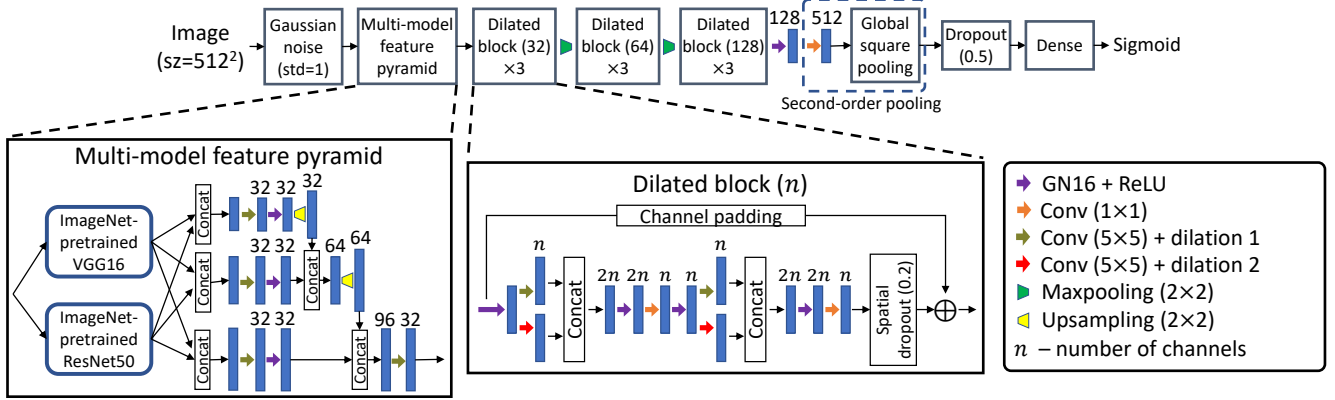 Image
(sz=512²)
Gaussian
noise
(std=1)
Multi-model
feature
pyramid
Dilated
block (32)
×3
Dilated
block (64)
×3
Dilated
block (128)
×3
128
512
Global
square
pooling
Second-order pooling
Dropout
(0.5)
Dense
Sigmoid
Multi-model feature pyramid
ImageNet-
pretrained
VGG16
ImageNet-
pretrained
ResNet50
Concat
32 32 32
Concat
32 32
Concat
64 64
Concat
32 32
Concat
96 32
Dilated block (n)
Channel padding
n
Concat
2n 2n n n
n
Concat
2n 2n n
Spatial
dropout (0.2)
GN16 + ReLU
Conv (1×1)
Conv (5×5) + dilation 1
Conv (5×5) + dilation 2
Maxpooling (2×2)
Upsampling (2×2)
n – number of channels